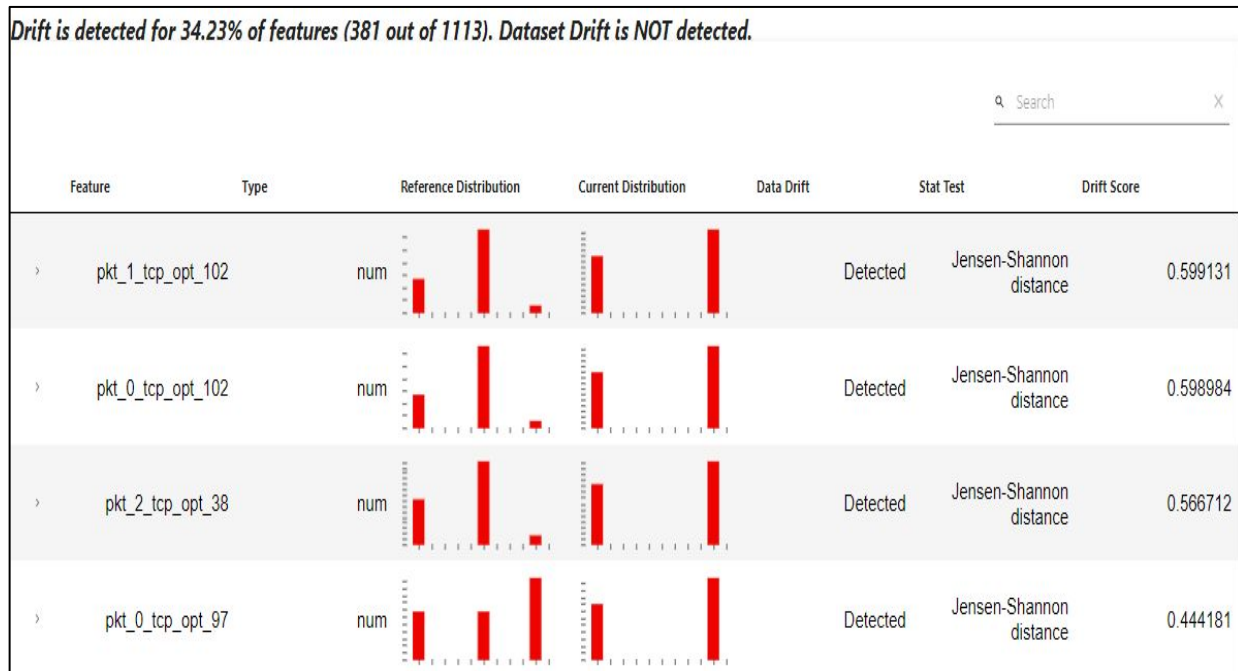 Drift is detected for 34.23% of features (381 out of 1113). Dataset Drift is NOT detected.
Search X
Feature Type Reference Distribution Current Distribution Data Drift Stat Test Drift Score
pkt_1_tcp_opt_102 num Detected Jensen-Shannon distance 0.599131
pkt_0_tcp_opt_102 num Detected Jensen-Shannon distance 0.598984
pkt_2_tcp_opt_38 num Detected Jensen-Shannon distance 0.566712
pkt_0_tcp_opt_97 num Detected Jensen-Shannon distance 0.444181